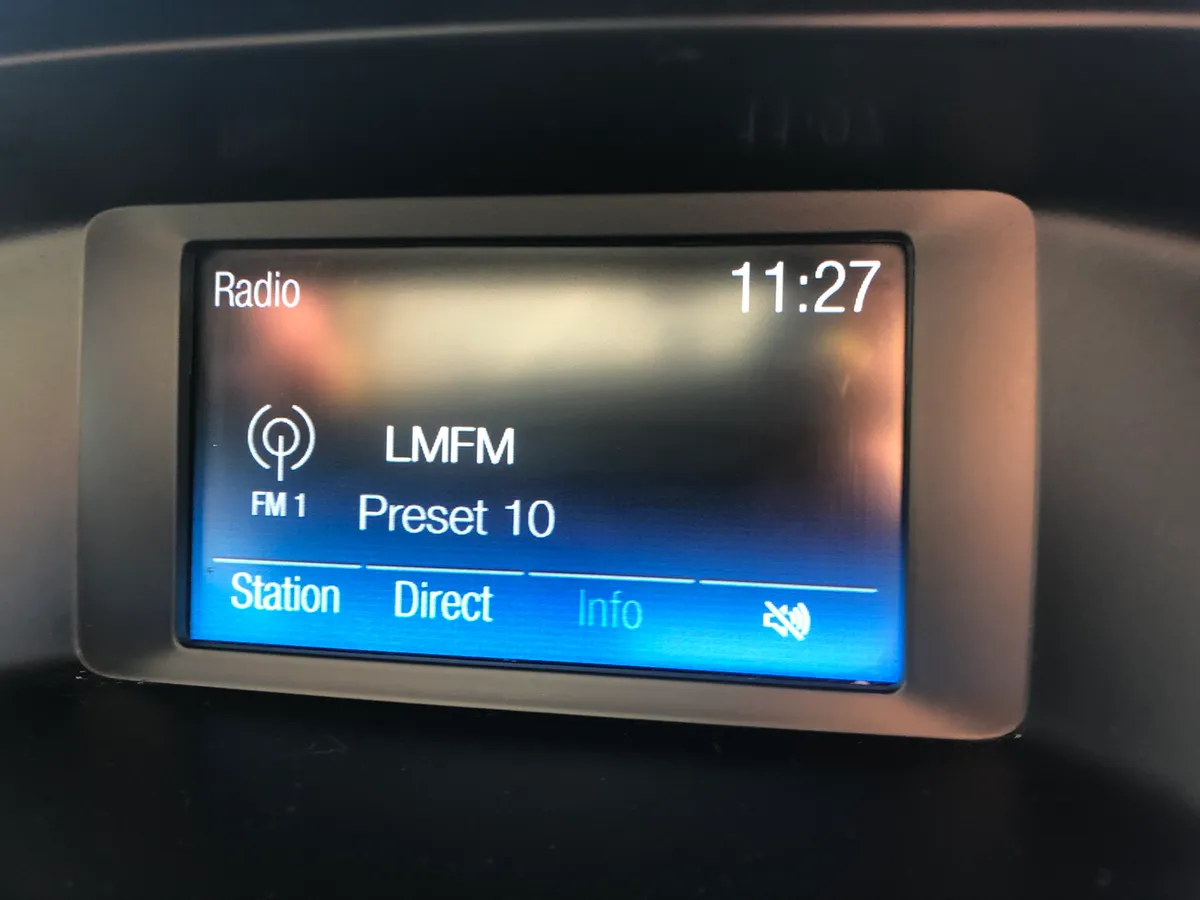 Radio 11:27
LMFM
FM 1 Preset 10
Station Direct Info